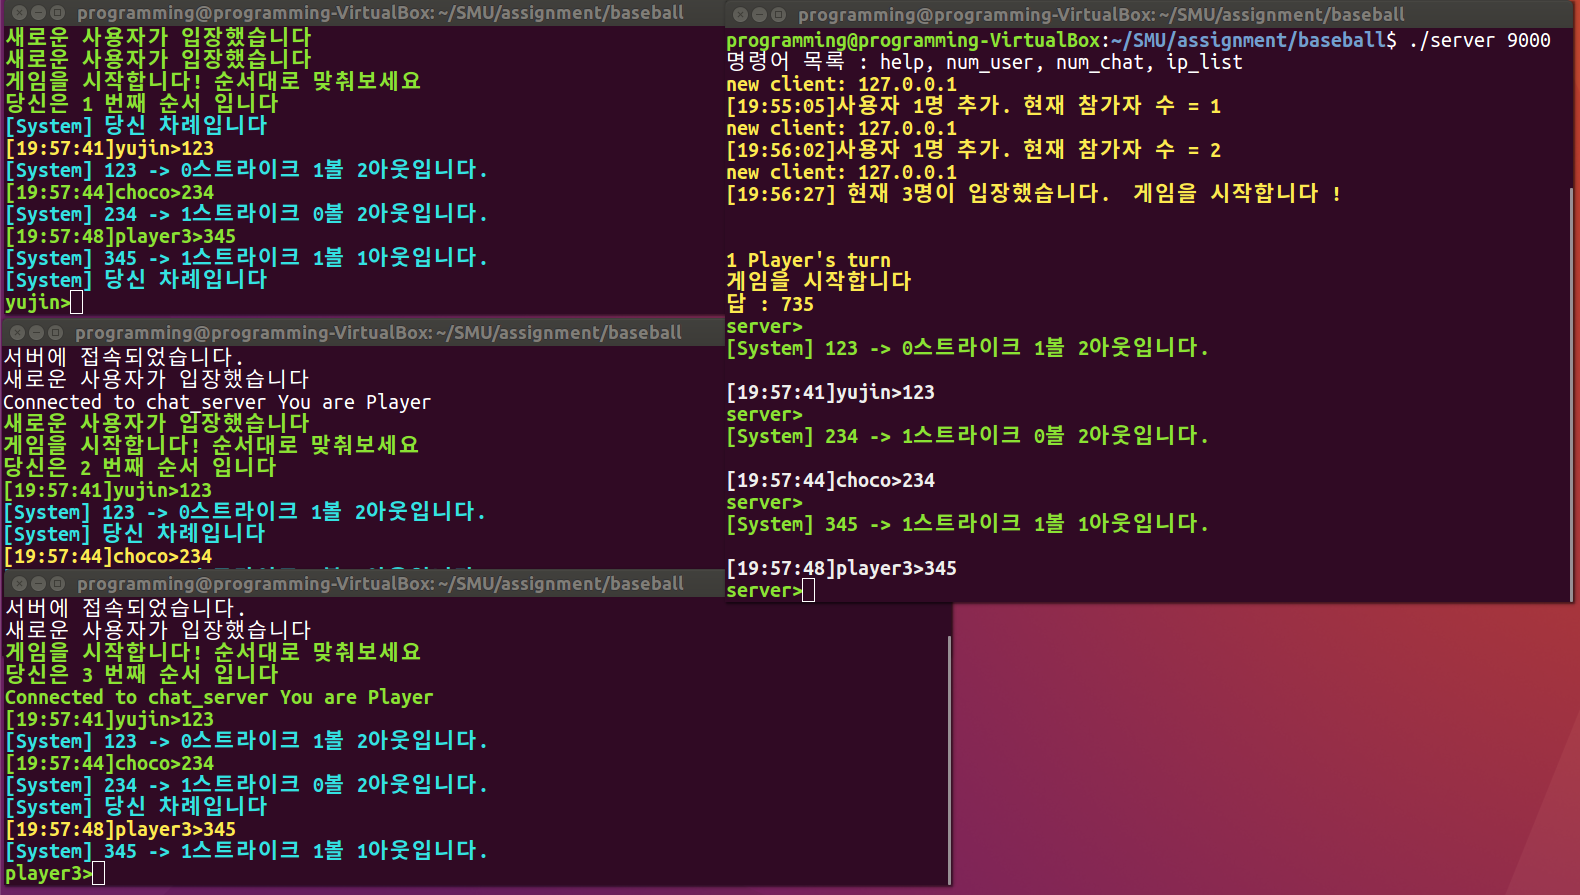 programming@programming-VirtualBox: ~/SMU/assignment/baseball
새로운 사용자가 입장했습니다
새로운 사용자가 입장했습니다
게임을 시작합니다! 순서대로 맞춰보세요
당신은 1 번째 순서 입니다
[System] 당신 차례입니다
[19:57:41]yujin>123
[System] 123 -> 0스트라이크 1볼 2아웃입니다.
[19:57:44]choco>234
[System] 234 -> 1스트라이크 0볼 2아웃입니다.
[19:57:48]player3>345
[System] 345 -> 1스트라이크 1볼 1아웃입니다.
[System] 당신 차례입니다
yujin>
programming@programming-VirtualBox: ~/SMU/assignment/baseball
서버에 접속되었습니다.
새로운 사용자가 입장했습니다
Connected to chat_server You are Player
새로운 사용자가 입장했습니다
게임을 시작합니다! 순서대로 맞춰보세요
당신은 2 번째 순서 입니다
[19:57:41]yujin>123
[System] 123 -> 0스트라이크 1볼 2아웃입니다.
[System] 당신 차례입니다
[19:57:44]choco>234
programming@programming-VirtualBox: ~/SMU/assignment/baseball
서버에 접속되었습니다.
새로운 사용자가 입장했습니다
게임을 시작합니다! 순서대로 맞춰보세요
당신은 3 번째 순서 입니다
Connected to chat_server You are Player
[19:57:41]yujin>123
[System] 123 -> 0스트라이크 1볼 2아웃입니다.
[19:57:44]choco>234
[System] 234 -> 1스트라이크 0볼 2아웃입니다.
[System] 당신 차례입니다
[19:57:48]player3>345
[System] 345 -> 1스트라이크 1볼 1아웃입니다.
player3>
programming@programming-VirtualBox: ~/SMU/assignment/baseball
programming@programming-VirtualBox:~/SMU/assignment/baseball$ ./server 9000
명령어 목록 : help, num_user, num_chat, ip_list
new client: 127.0.0.1
[19:55:05]사용자 1명 추가. 현재 참가자 수 = 1
new client: 127.0.0.1
[19:56:02]사용자 1명 추가. 현재 참가자 수 = 2
new client: 127.0.0.1
[19:56:27] 현재 3명이 입장했습니다.  게임을 시작합니다 !
1 Player's turn
게임을 시작합니다
답 : 735
server>
[System] 123 -> 0스트라이크 1볼 2아웃입니다.
[19:57:41]yujin>123
server>
[System] 234 -> 1스트라이크 0볼 2아웃입니다.
[19:57:44]choco>234
server>
[System] 345 -> 1스트라이크 1볼 1아웃입니다.
[19:57:48]player3>345
server>